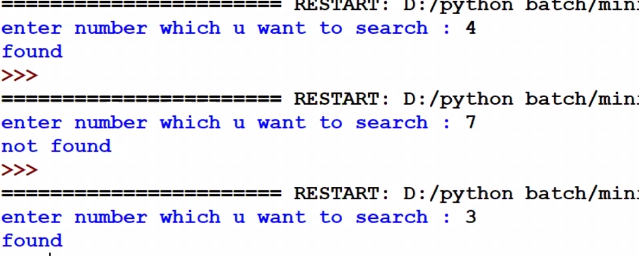 ======================= RESTART: D:/python batch/mini
enter number which u want to search : 4
found
>>>
======================= RESTART: D:/python batch/mini
enter number which u want to search : 7
not found
>>>
======================= RESTART: D:/python batch/mini
enter number which u want to search : 3
found